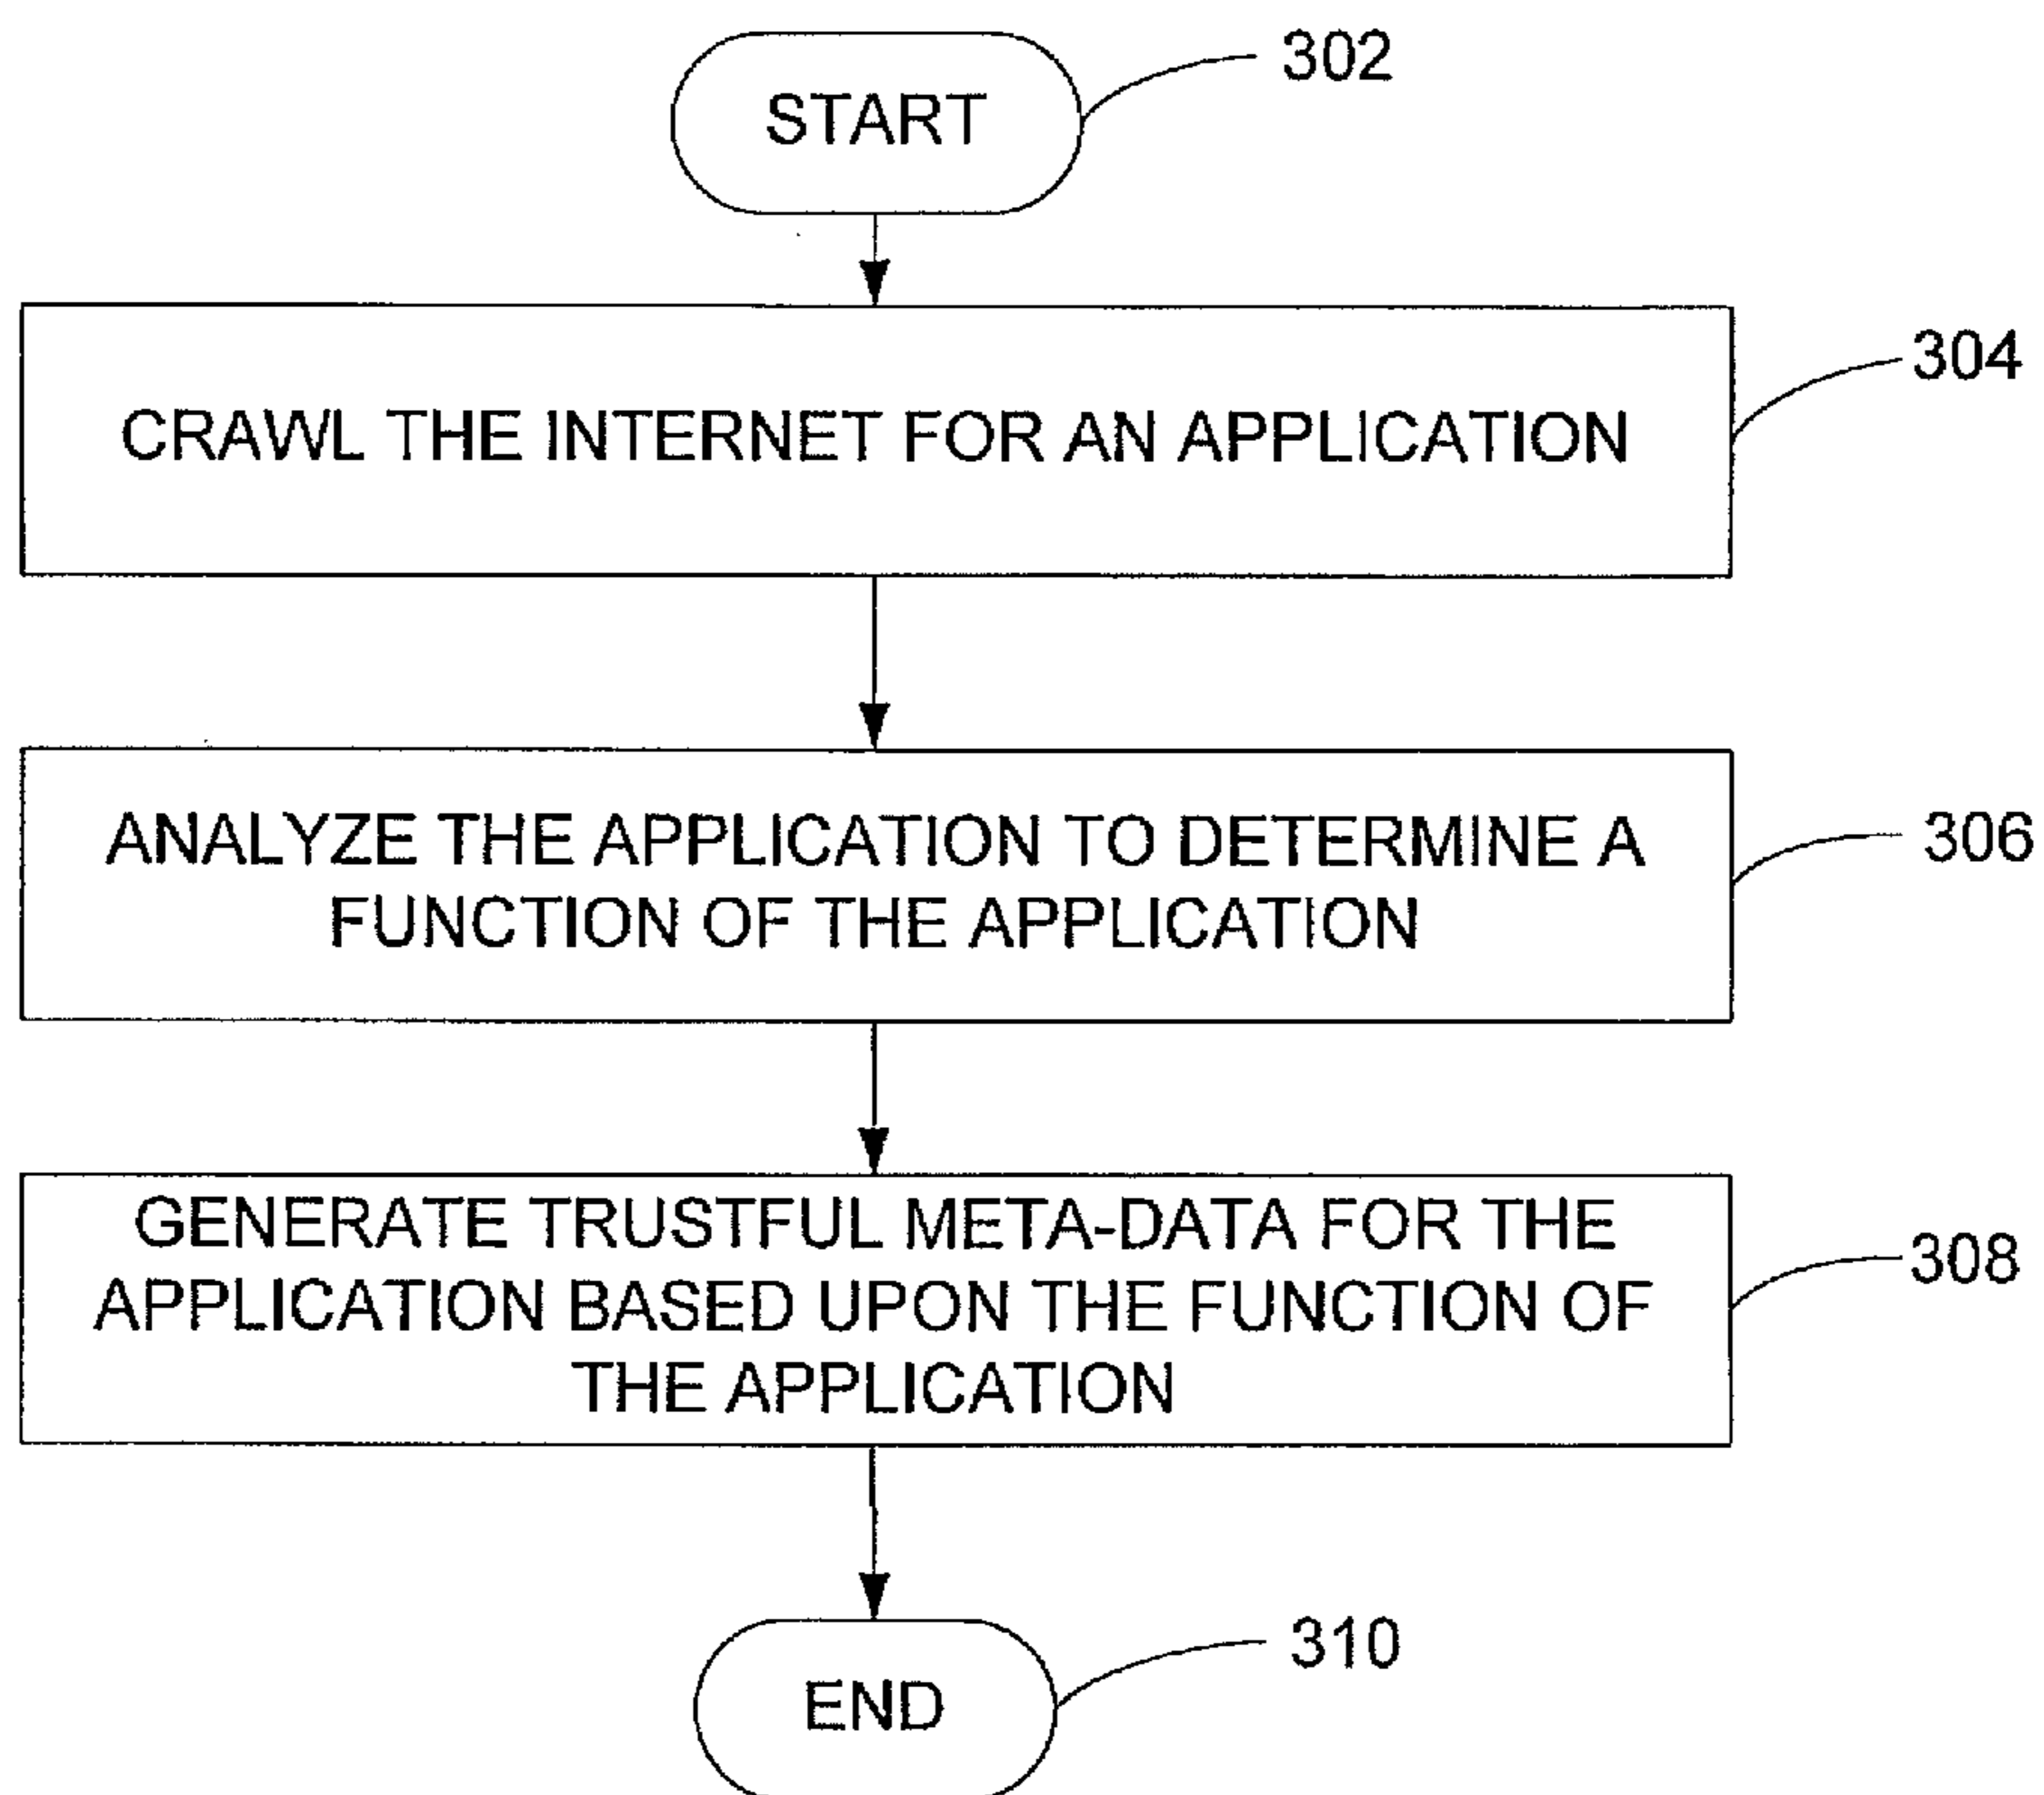 START
302
CRAWL THE INTERNET FOR AN APPLICATION
304
ANALYZE THE APPLICATION TO DETERMINE A
FUNCTION OF THE APPLICATION
306
GENERATE TRUSTFUL META-DATA FOR THE
APPLICATION BASED UPON THE FUNCTION OF
THE APPLICATION
308
END
310